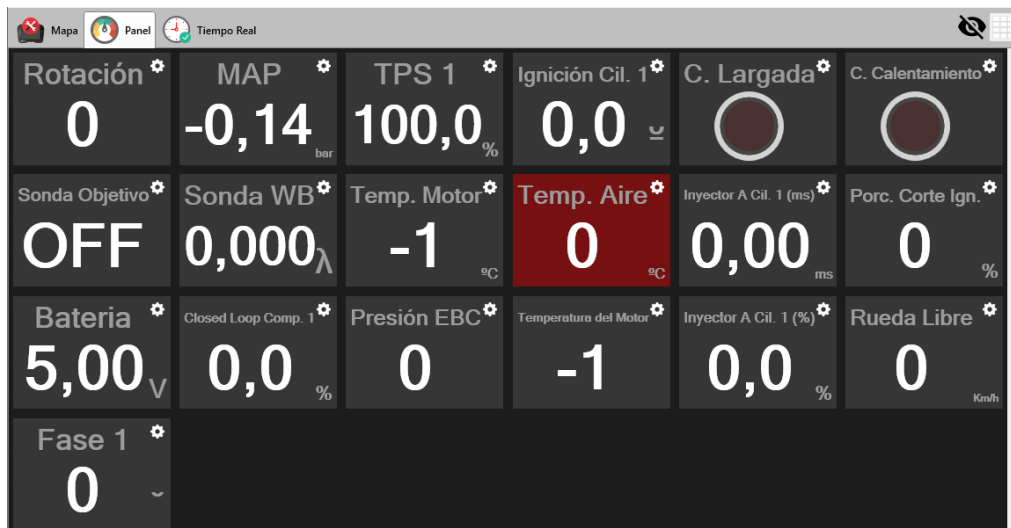 Mapa Panel Tiempo Real
Rotación MAP TPS 1 Ignición Cil. 1 C. Largada C. Calentamiento
0 -0,14 bar 100,0 % 0,0
Sonda Objetivo Sonda WB Temp. Motor Temp. Aire Inyector A Cil. 1 (ms) Porc. Corte Ign.
OFF 0,000 λ -1 ºC 0 ºC 0,00 ms 0 %
Bateria Closed Loop Comp. 1 Presión EBC Temperatura del Motor Inyector A Cil. 1 (%) Rueda Libre
5,00 V 0,0 % 0 -1 0,0 % 0 Km/h
Fase 1
0